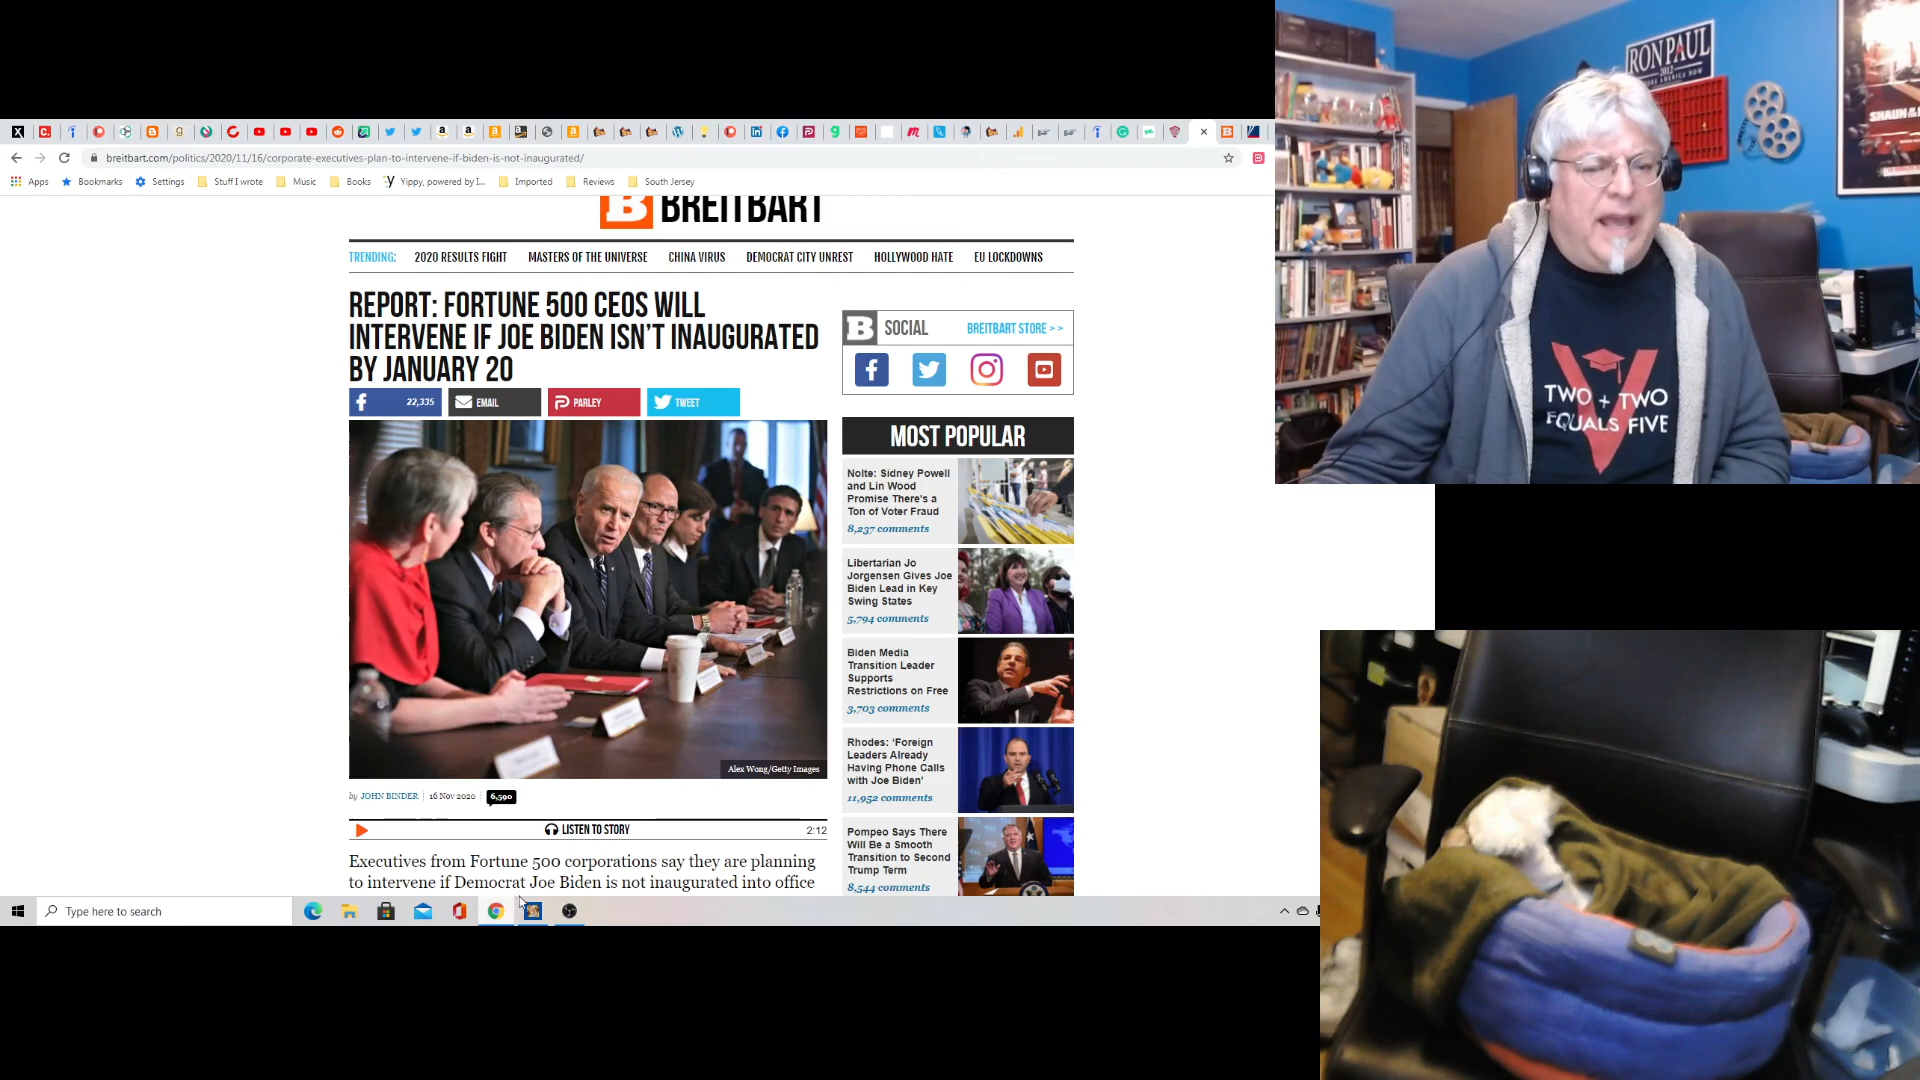 breitbart.com/politics/2020/11/16/corporate-executives-plan-to-intervene-if-biden-is-not-inaugurated/
Apps Bookmarks Settings Stuff I wrote Music Books Yippy, powered by I... Imported Reviews South Jersey
BREITBART
TRENDING: 2020 RESULTS FIGHT MASTERS OF THE UNIVERSE CHINA VIRUS DEMOCRAT CITY UNREST HOLLYWOOD HATE EU LOCKDOWNS
REPORT: FORTUNE 500 CEOS WILL
INTERVENE IF JOE BIDEN ISN'T INAUGURATED
BY JANUARY 20
22,335 EMAIL PARLEY TWEET
Alex Wong/Getty Images
by JOHN BINDER 16 Nov 2020 6,590
LISTEN TO STORY 2:12
Executives from Fortune 500 corporations say they are planning
to intervene if Democrat Joe Biden is not inaugurated into office
B SOCIAL BREITBART STORE > >
MOST POPULAR
Nolte: Sidney Powell
and Lin Wood
Promise There's a
Ton of Voter Fraud
8,237 comments
Libertarian Jo
Jorgensen Gives Joe
Biden Lead in Key
Swing States
5,794 comments
Biden Media
Transition Leader
Supports
Restrictions on Free
3,703 comments
Rhodes: 'Foreign
Leaders Already
Having Phone Calls
with Joe Biden'
11,952 comments
Pompeo Says There
Will Be a Smooth
Transition to Second
Trump Term
8,544 comments
Type here to search
RON PAUL
2012
SHAUN
TWO + TWO
EQUALS FIVE